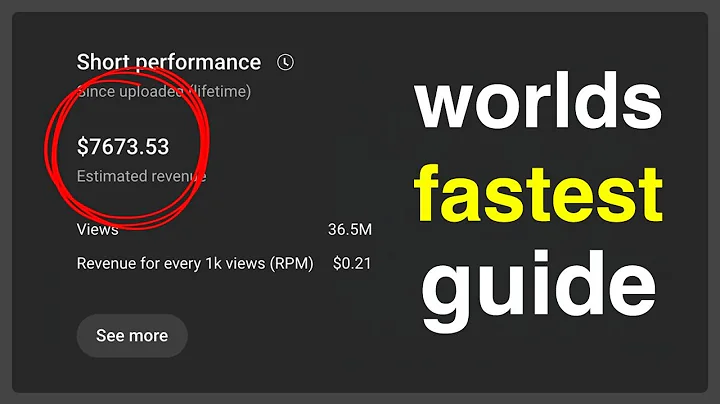 Short performance
Since uploaded (lifetime)
$7673.53
Estimated revenue
Views 36.5M
Revenue for every 1k views (RPM) $0.21
See more
worlds
fastest
guide